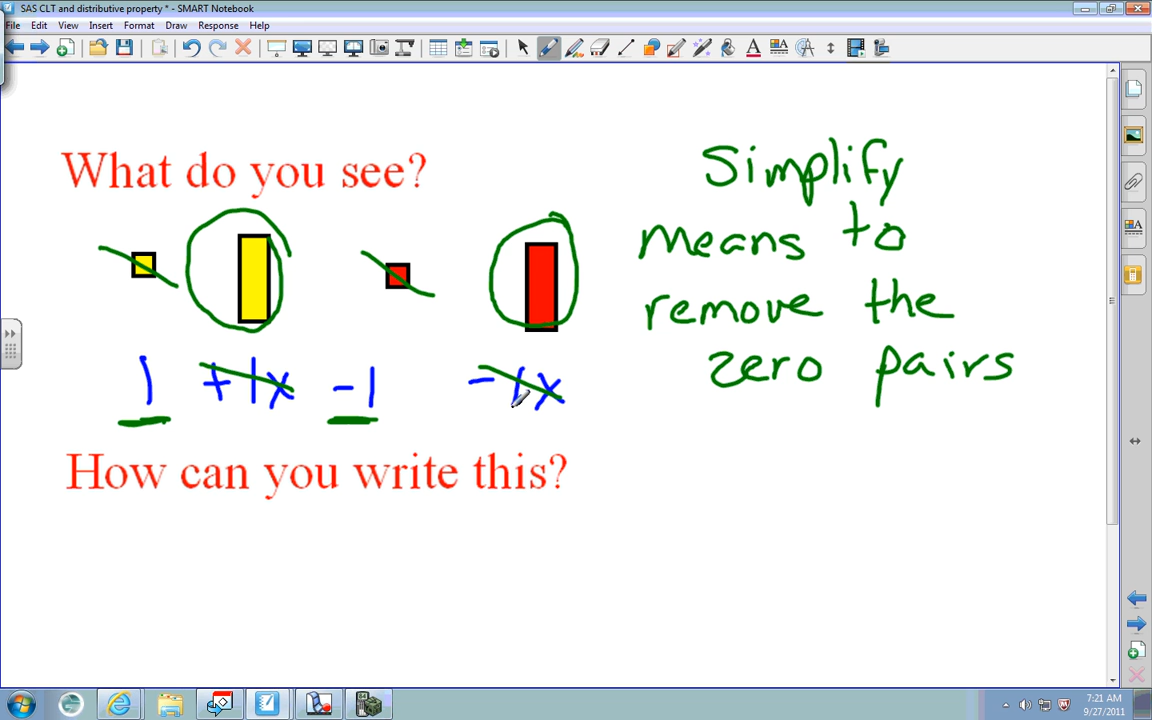 SAS CLT and distributive property * - SMART Notebook
File Edit View Insert Format Draw Response Help
What do you see?
1 +1x -1 -1x
How can you write this?
Simplify
means to
remove the
zero pairs
7:21 AM
9/27/2011